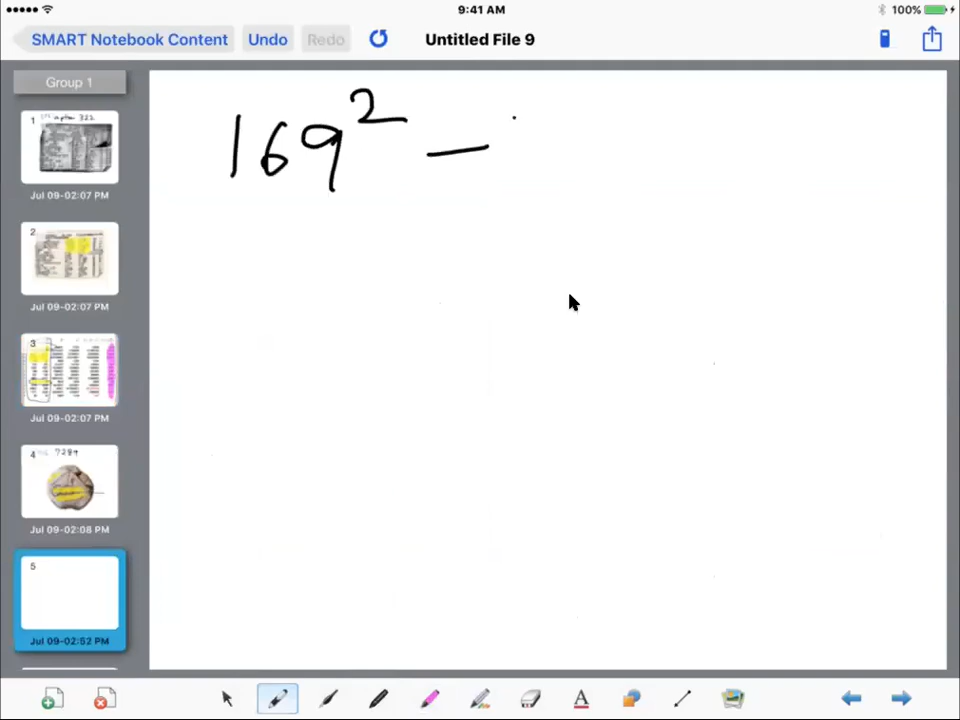 9:41 AM
100%
SMART Notebook Content
Undo
Redo
Untitled File 9
Group 1
1
322
Jul 09-02:07 PM
2
Jul 09-02:07 PM
3
Jul 09-02:07 PM
4
7289
Jul 09-02:08 PM
5
Jul 09-02:52 PM
169² —
A